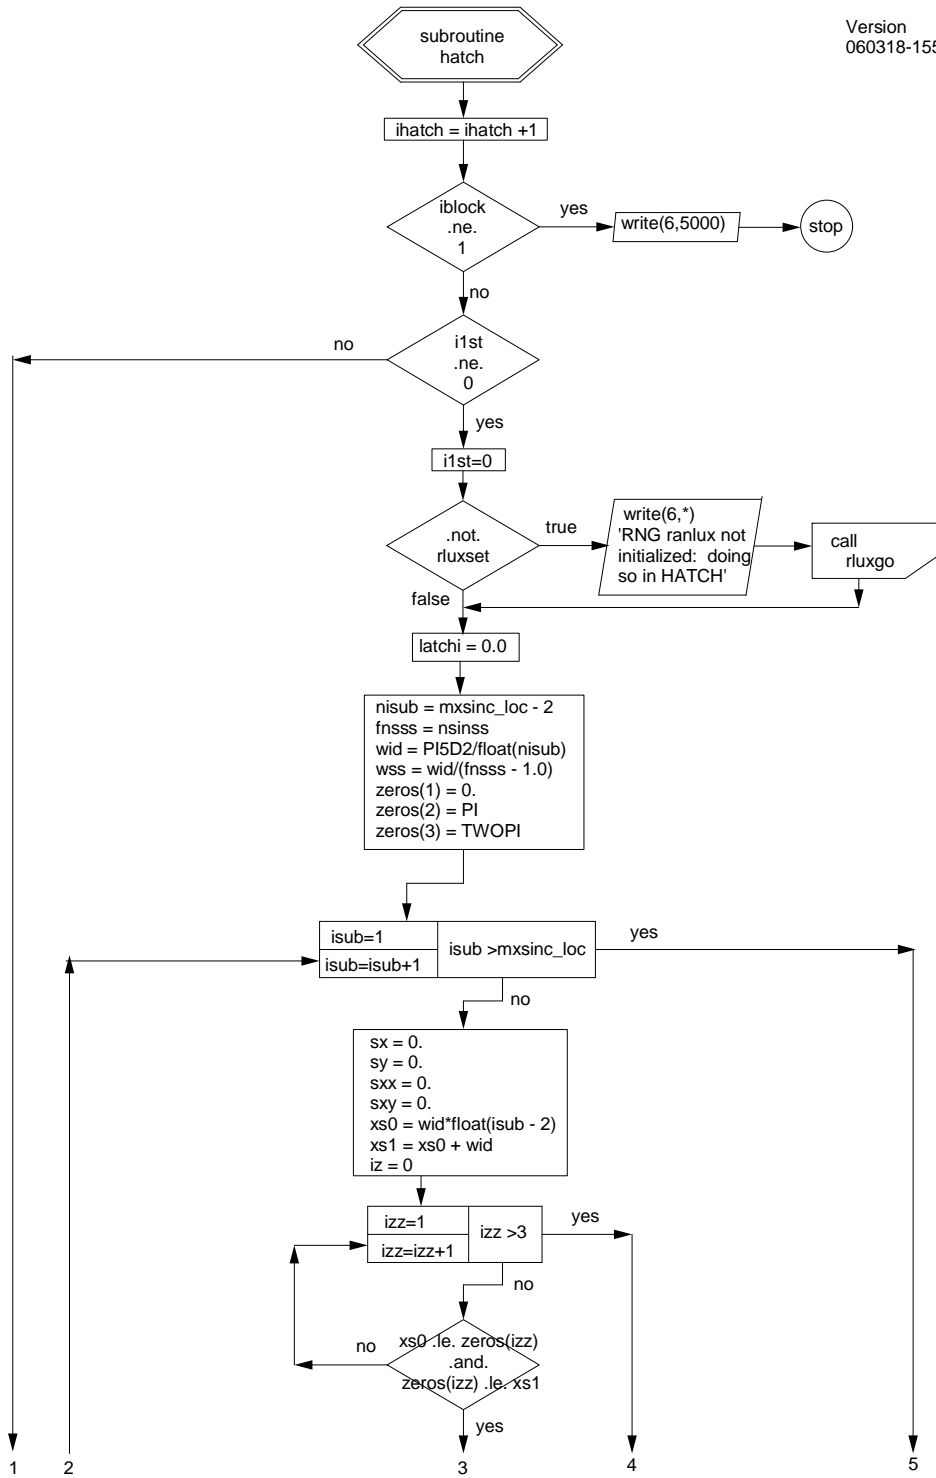 subroutine
hatch
Version
060318-155
ihatch = ihatch +1
iblock
.ne.
1
yes
write(6,5000)
stop
no
i1st
.ne.
0
no
yes
i1st=0
.not.
rluxset
true
write(6,*)
'RNG ranlux not
initialized:  doing
so in HATCH'
call
rluxgo
false
latchi = 0.0
nisub = mxsinc_loc - 2
fnsss = nsinss
wid = PI5D2/float(nisub)
wss = wid/(fnsss - 1.0)
zeros(1) = 0.
zeros(2) = PI
zeros(3) = TWOPI
isub=1
isub=isub+1
isub >mxsinc_loc
yes
no
sx = 0.
sy = 0.
sxx = 0.
sxy = 0.
xs0 = wid*float(isub - 2)
xs1 = xs0 + wid
iz = 0
izz=1
izz=izz+1
izz >3
yes
no
xs0 .le. zeros(izz)
.and.
zeros(izz) .le. xs1
no
yes
1
2
3
4
5